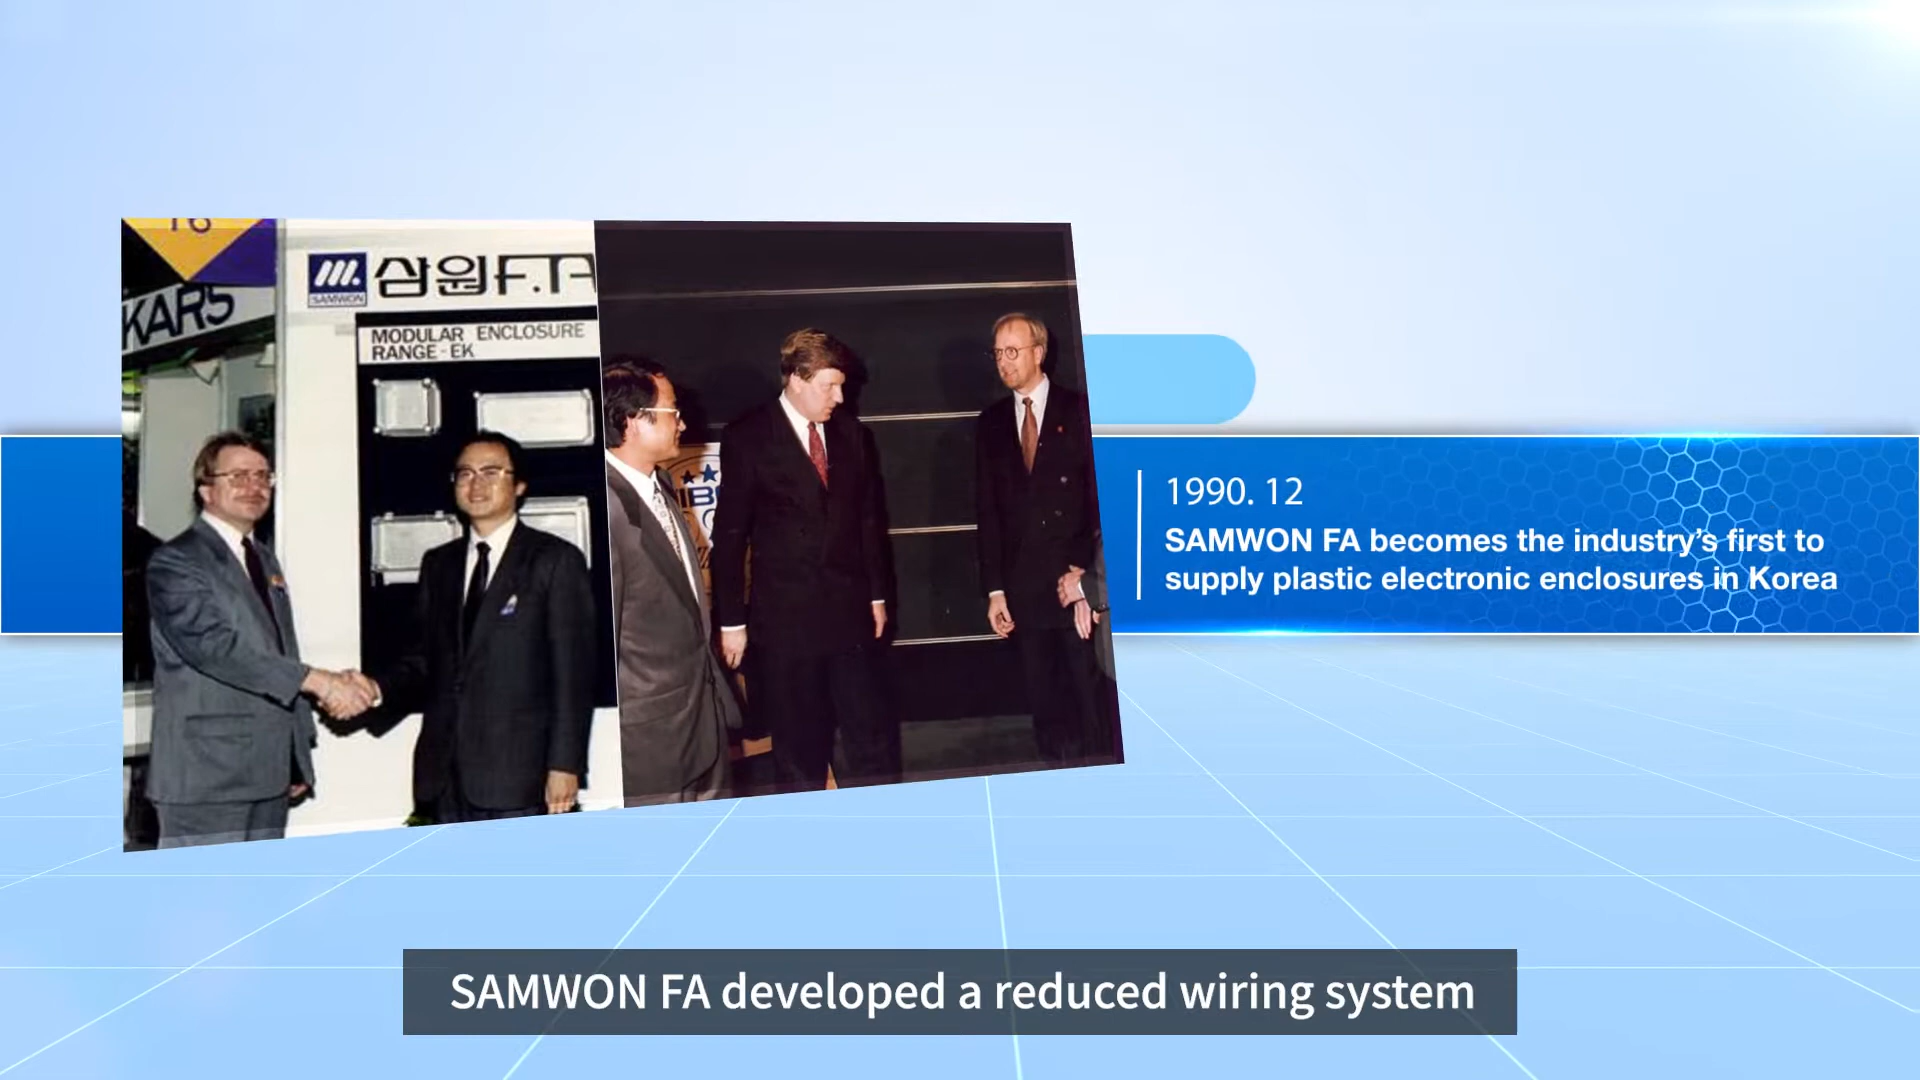 16
KARS
SAMWON
삼원F.A
MODULAR ENCLOSURE
RANGE-EK
1990. 12
SAMWON FA becomes the industry's first to
supply plastic electronic enclosures in Korea
SAMWON FA developed a reduced wiring system